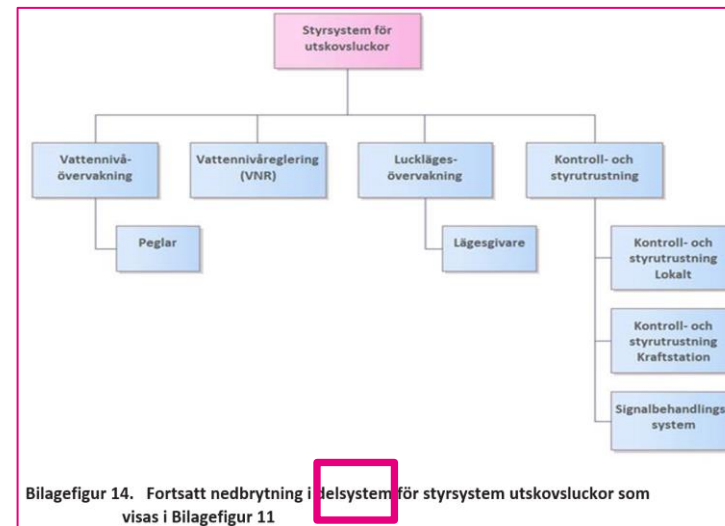 Styrsystem för
utskovsluckor
Vattennivå-
övervakning
Vattennivåreglering
(VNR)
Luckläges-
övervakning
Kontroll- och
styrutrustning
Peglar
Lägesgivare
Kontroll- och
styrutrustning
Lokalt
Kontroll- och
styrutrustning
Kraftstation
Signalbehandlings
system
Bilagefigur 14. Fortsatt nedbrytning i delsystem för styrsystem utskovsluckor som
visas i Bilagefigur 11